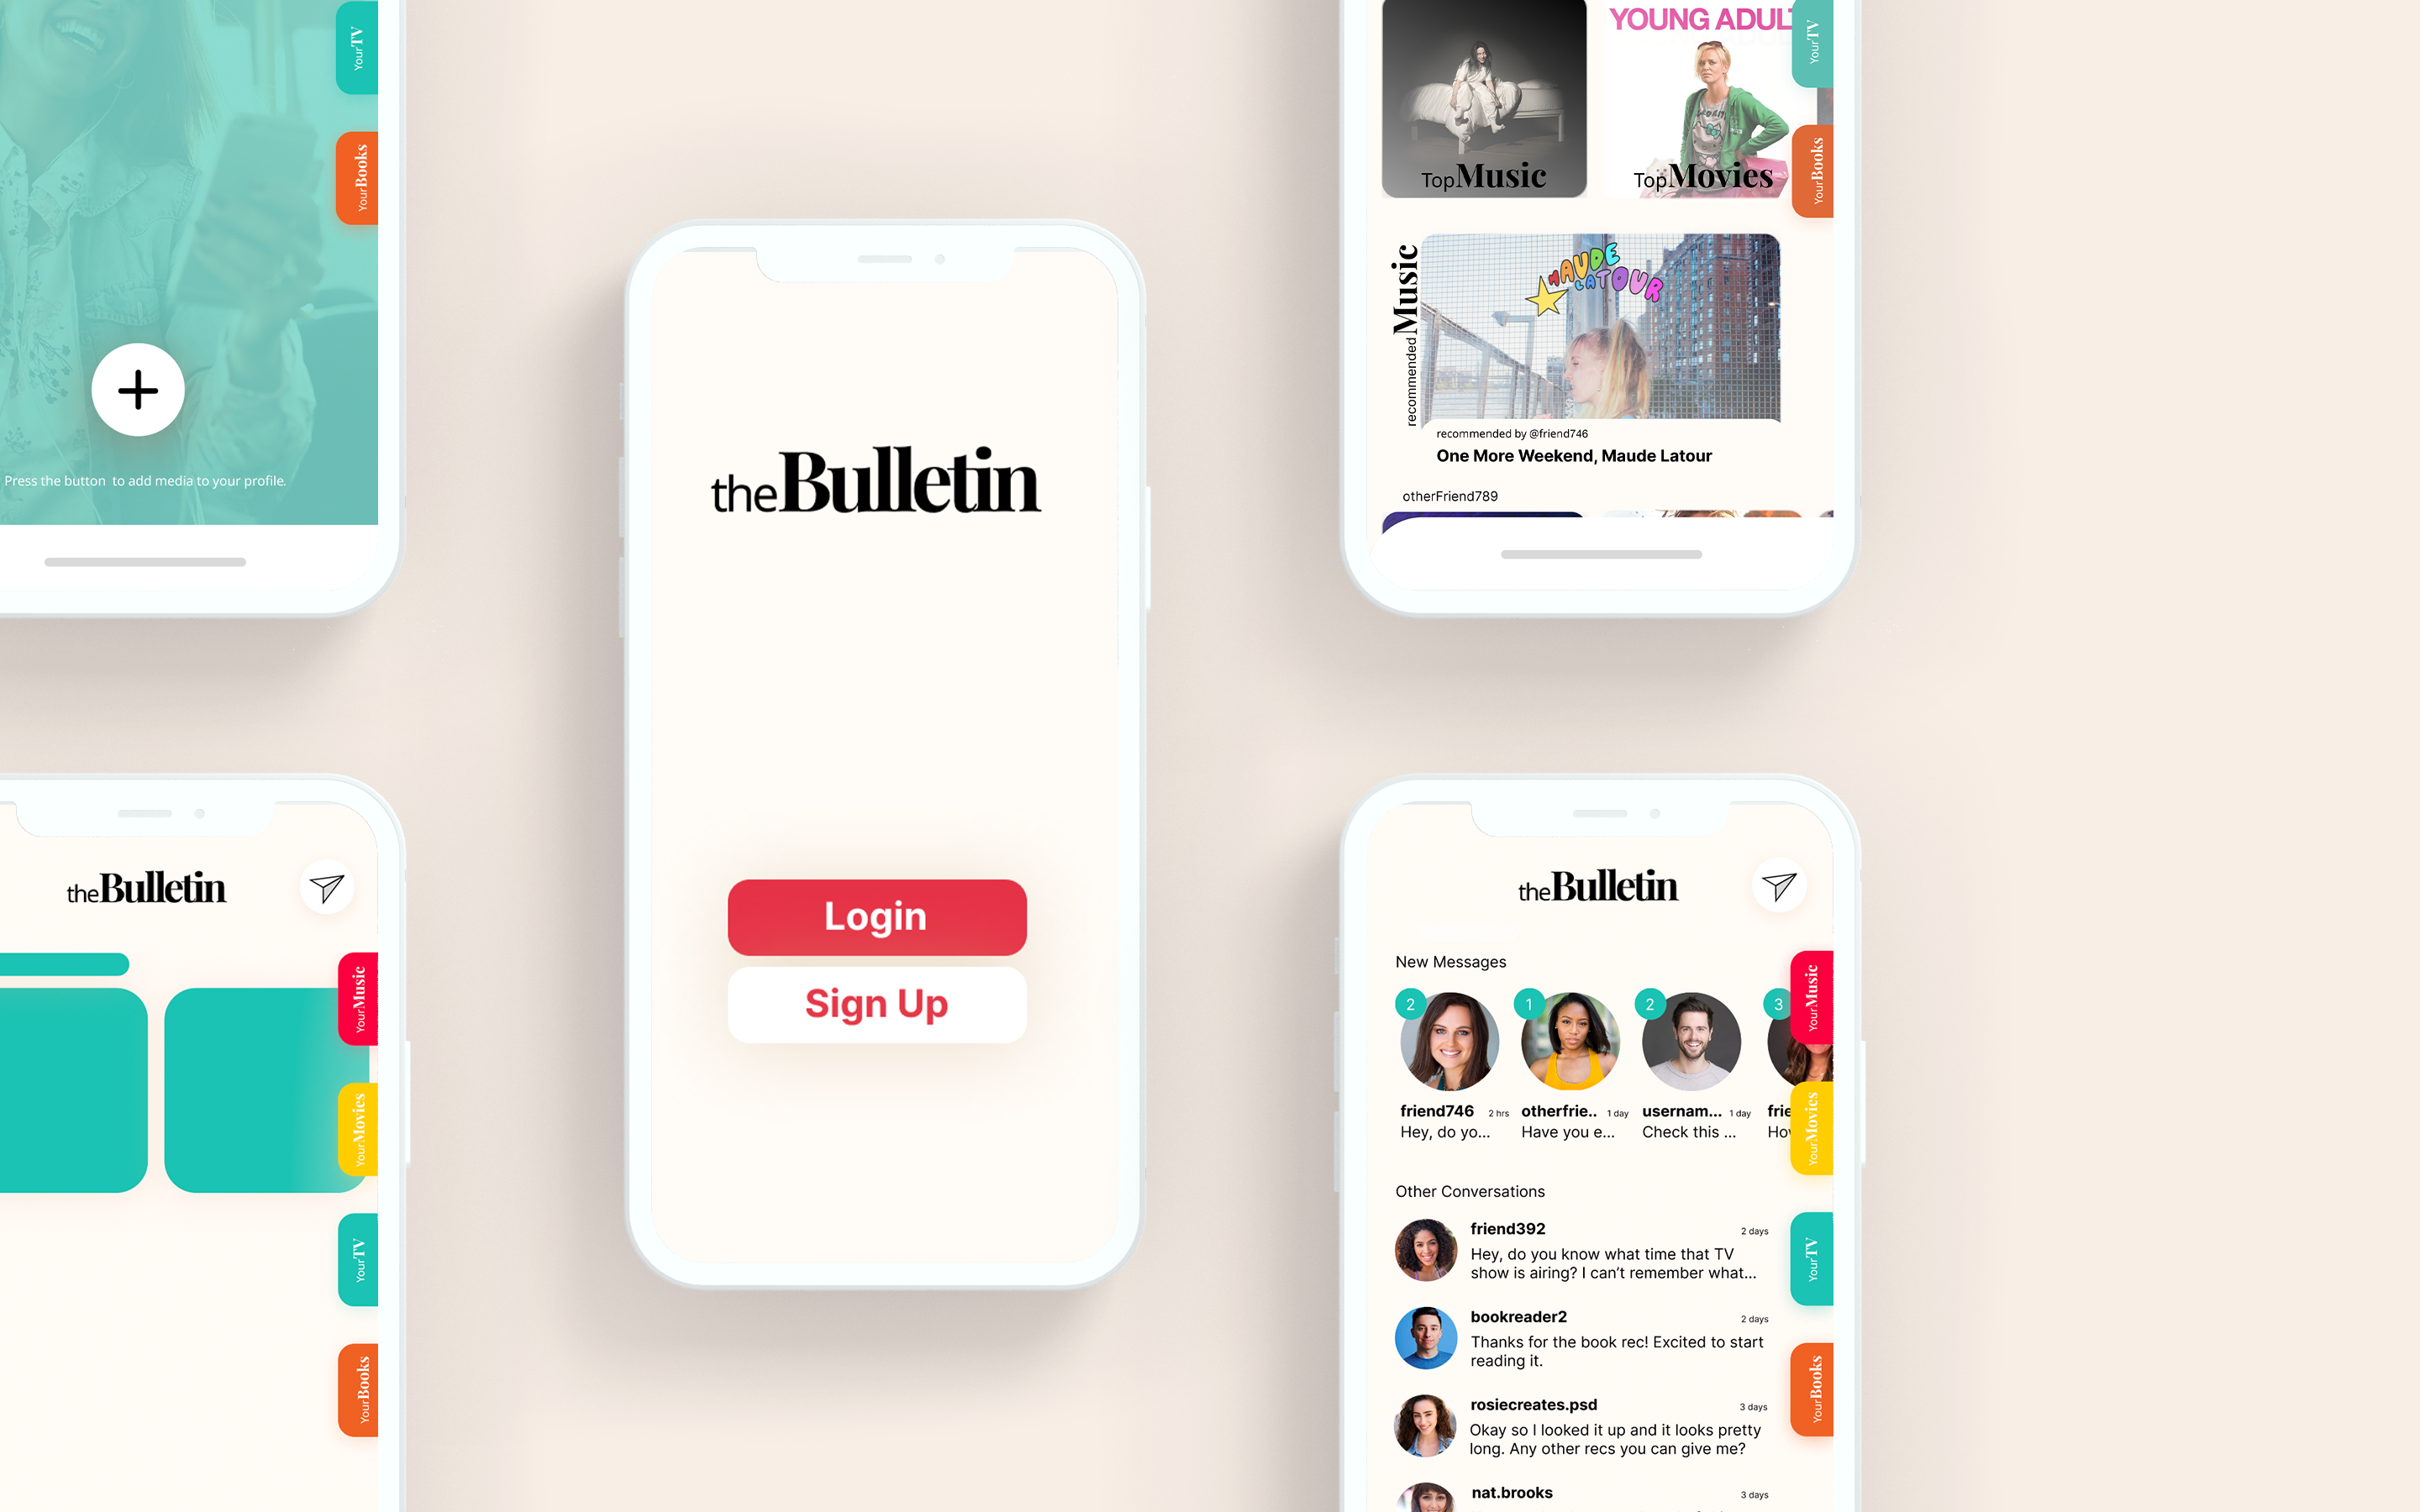 YourTV
YourBooks
Press the button to add media to your profile.
theBulletin
YourMusic
YourMovies
YourTV
YourBooks
theBulletin
Login
Sign Up
YOUNG ADULT
TopMusic
TopMovies
YourTV
YourBooks
recommended Music
MAUDE
LATOUR
recommended by @friend746
One More Weekend, Maude Latour
otherFriend789
theBulletin
New Messages
2
1
2
3
friend746 2 hrs
Hey, do yo...
otherfrie.. 1 day
Have you e...
usernam... 1 day
Check this ...
frie
Hov
YourMusic
YourMovies
YourTV
YourBooks
Other Conversations
friend392 2 days
Hey, do you know what time that TV
show is airing? I can’t remember what...
bookreader2 2 days
Thanks for the book rec! Excited to start
reading it.
rosiecreates.psd 3 days
Okay so I looked it up and it looks pretty
long. Any other recs you can give me?
nat.brooks 3 days